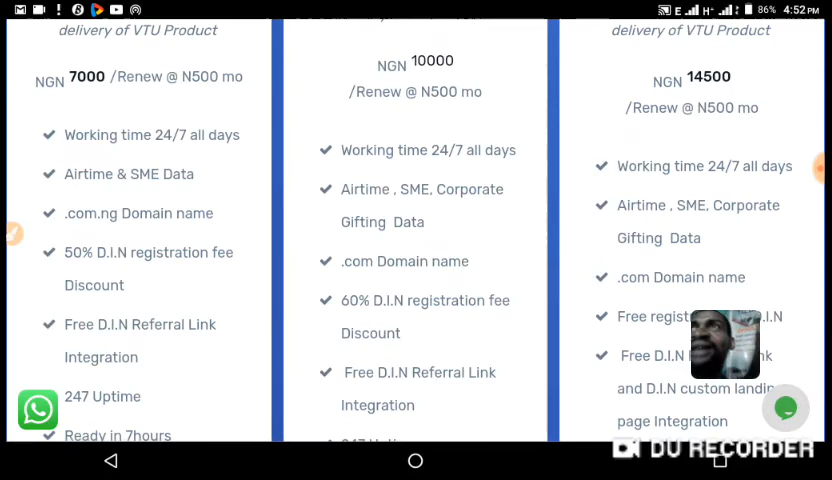 E H+ 86% 4:52PM
delivery of VTU Product
NGN 7000 /Renew @ N500 mo
Working time 24/7 all days
Airtime & SME Data
.com.ng Domain name
50% D.I.N registration fee
Discount
Free D.I.N Referral Link
Integration
247 Uptime
Ready in 7hours
NGN 10000
/Renew @ N500 mo
Working time 24/7 all days
Airtime , SME, Corporate
Gifting Data
.com Domain name
60% D.I.N registration fee
Discount
Free D.I.N Referral Link
Integration
delivery of VTU Product
NGN 14500
/Renew @ N500 mo
Working time 24/7 all days
Airtime , SME, Corporate
Gifting Data
.com Domain name
Free D.I.N
Free D.I.N
and D.I.N custom landing
page Integration
DU RECORDER